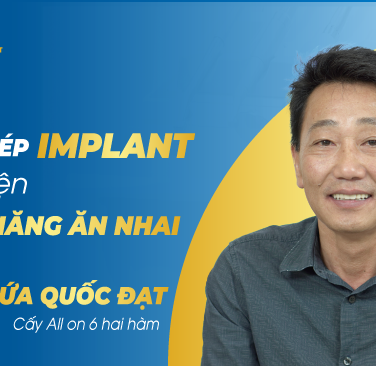 ÉP IMPLANT
ện
NĂNG ĂN NHAI
ỨA QUỐC ĐẠT
Cấy All on 6 hai hàm